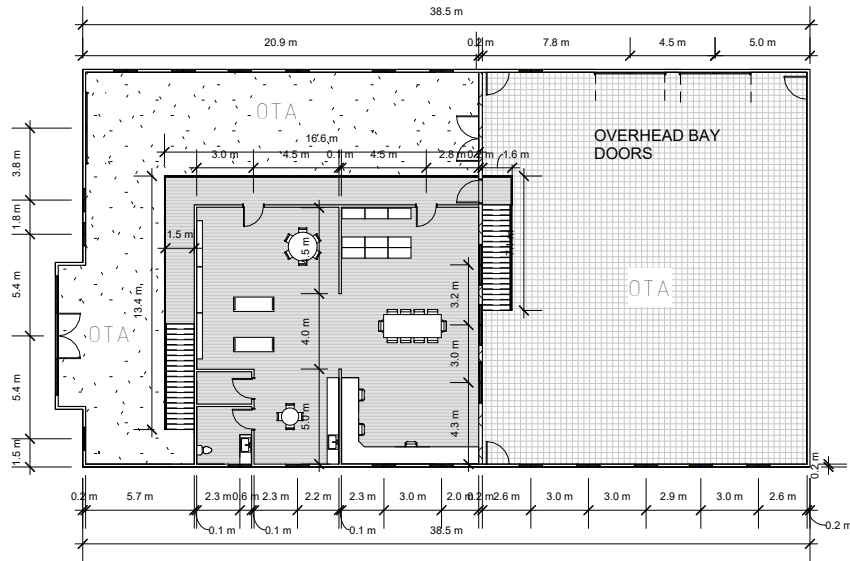 38.5 m
20.9 m
0.2 m
7.8 m
4.5 m
5.0 m
OTA
OVERHEAD BAY
DOORS
16.6 m
3.0 m
4.5 m
0.1 m
4.5 m
2.8 m
0.2 m
1.6 m
3.8 m
1.8 m
5.4 m
5.4 m
1.5 m
1.5 m
13.4 m
4.0 m
5.0 m
3.2 m
3.0 m
4.3 m
OTA
OTA
0.2 m
5.7 m
2.3 m
0.6 m
2.3 m
2.2 m
2.3 m
3.0 m
2.0 m
0.2 m
2.6 m
3.0 m
3.0 m
2.9 m
3.0 m
2.6 m
0.2 m
0.1 m
0.1 m
0.1 m
38.5 m
0.2 m